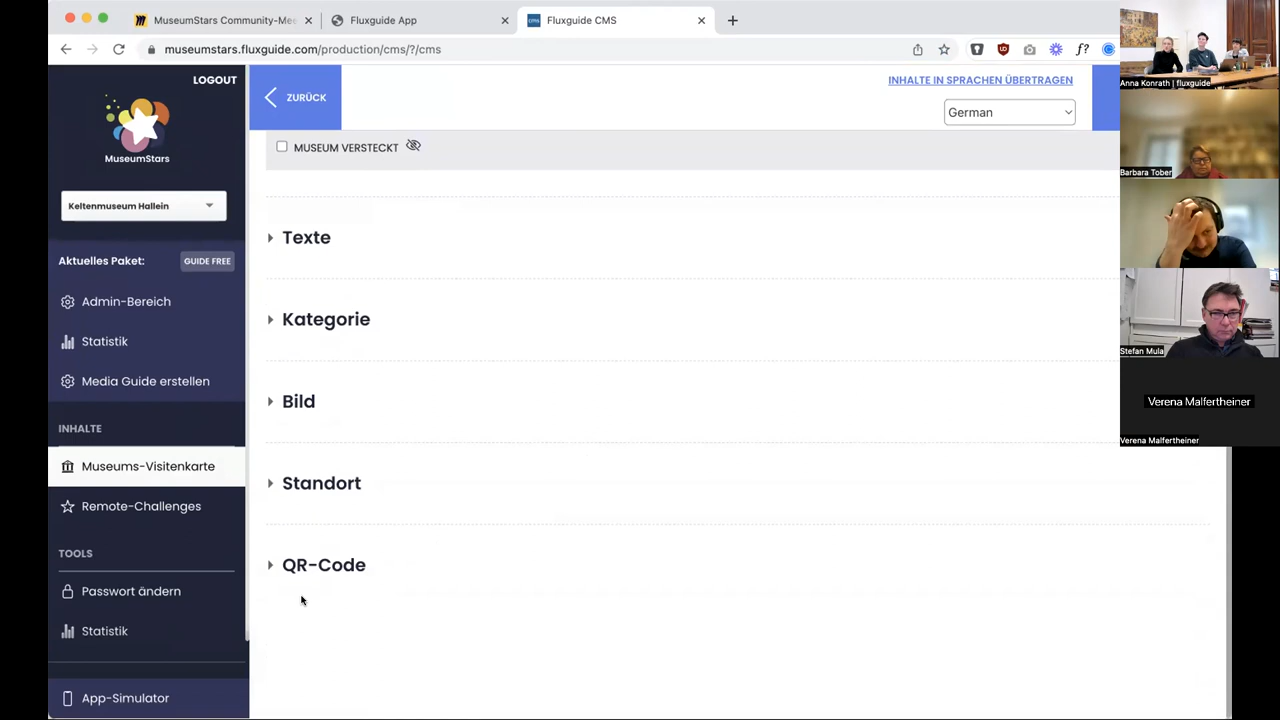 MuseumStars Community-Mee
Fluxguide App
Fluxguide CMS
museumstars.fluxguide.com/production/cms/?/cms
LOGOUT
MuseumStars
Keltenmuseum Hallein
Aktuelles Paket:
GUIDE FREE
Admin-Bereich
Statistik
Media Guide erstellen
INHALTE
Museums-Visitenkarte
Remote-Challenges
TOOLS
Passwort ändern
Statistik
App-Simulator
ZURÜCK
INHALTE IN SPRACHEN ÜBERTRAGEN
German
MUSEUM VERSTECKT
Texte
Kategorie
Bild
Standort
QR-Code
Anna Konrath | fluxguide
Barbara Tober
Stefan Mula
Verena Malfertheiner
Verena Malfertheiner